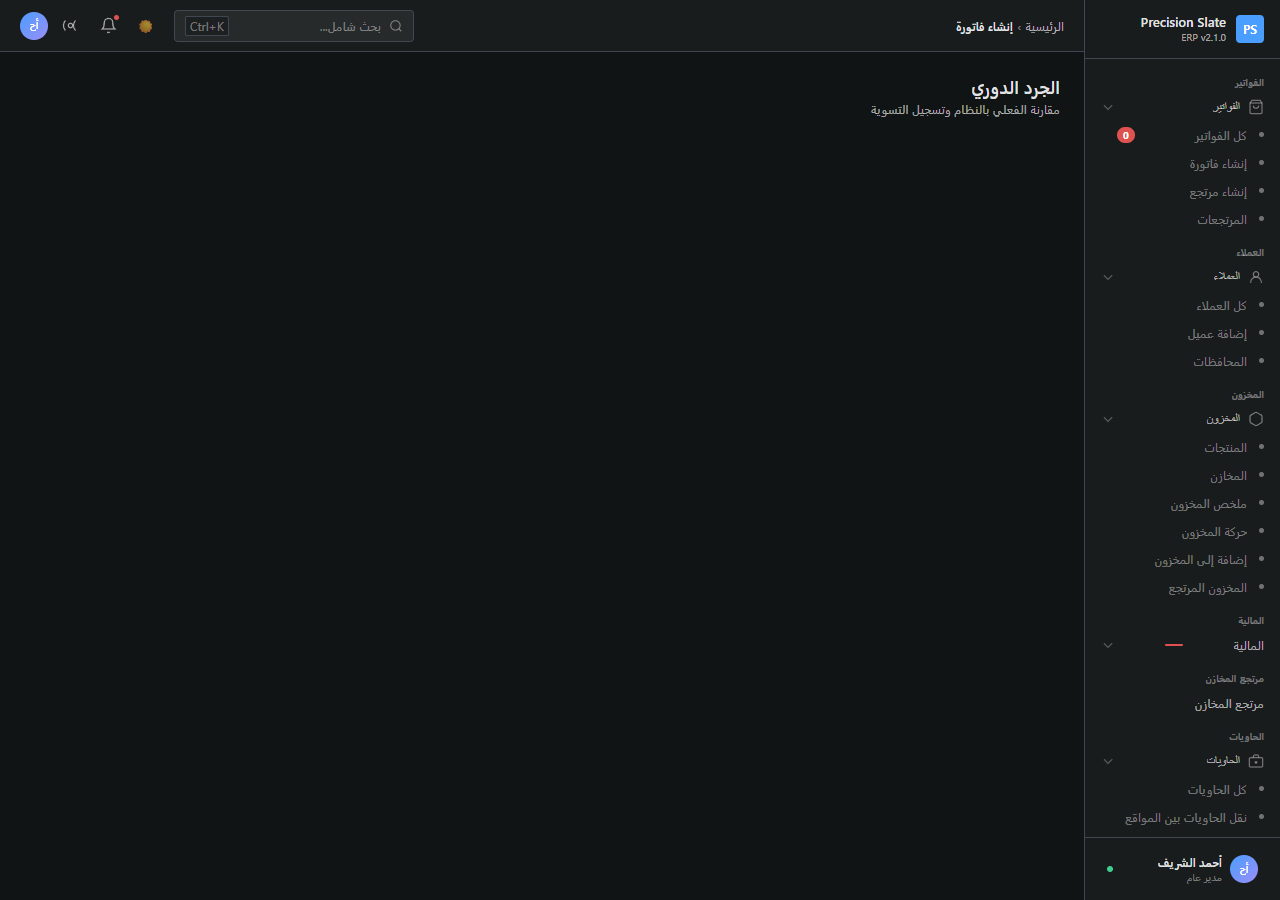 PS
Precision Slate
ERP v2.1.0
الرئيسية › إنشاء فاتورة
بحث شامل...
Ctrl+K
أح
الجرد الدوري
مقارنة الفعلي بالنظام وتسجيل التسوية
الفواتير
الفواتير
كل الفواتير
0
إنشاء فاتورة
إنشاء مرتجع
المرتجعات
العملاء
العملاء
كل العملاء
إضافة عميل
المحافظات
المخزون
المخزون
المنتجات
المخازن
ملخص المخزون
حركة المخزون
إضافة إلى المخزون
المخزون المرتجع
المالية
المالية
مرتجع المخازن
مرتجع المخازن
الحاويات
الحاويات
كل الحاويات
نقل الحاويات بين المواقع
أح
أحمد الشريف
مدير عام